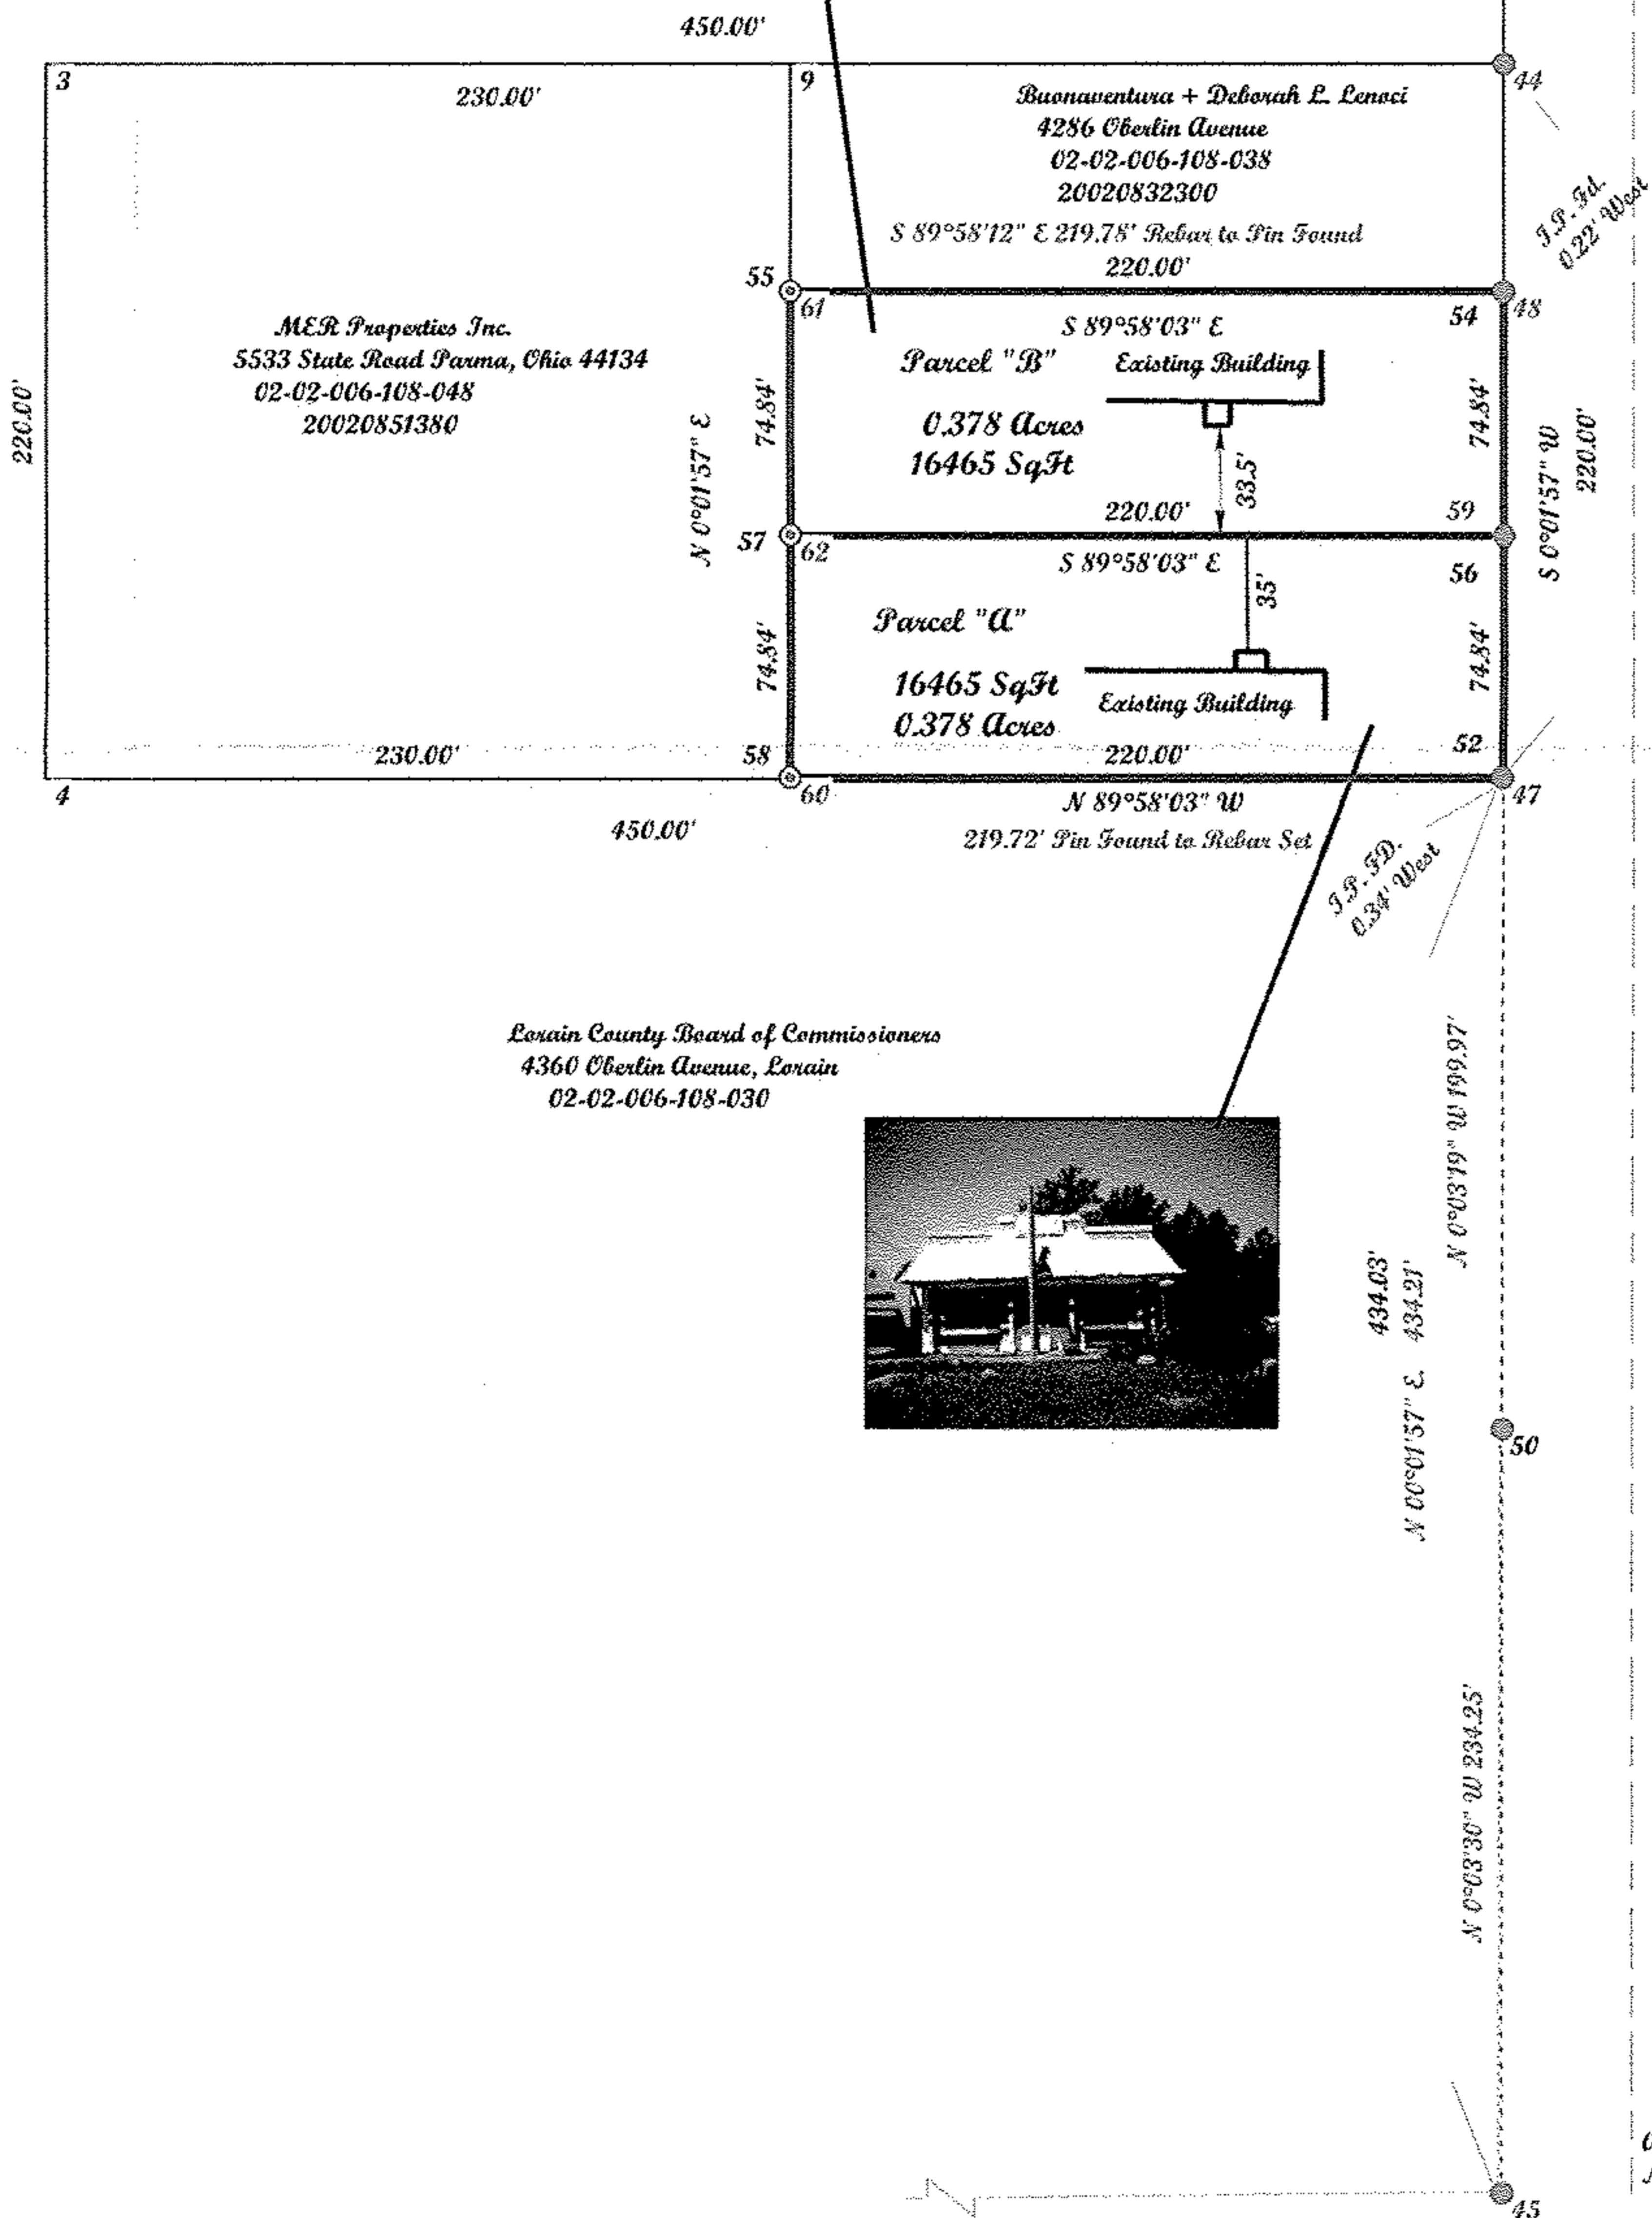 450.00'
3
230.00'
9
44
Buonaventura + Deborah L. Lenoci
4286 Oberlin Avenue
02-02-006-108-038
20020832300
S 89°58'12" E 219.78' Rebar to Pin Found
220.00'
I.P. Fd.
0.22' West
55
61
54
48
S 89°58'03" E
MER Properties Inc.
5533 State Road Parma, Ohio 44134
02-02-006-108-048
20020851380
220.00'
N 0°01'57" E
74.84'
Parcel "B"
Existing Building
0.378 Acres
16465 SqFt
33.5'
74.84'
S 0°01'57" W
220.00'
220.00'
59
57
62
S 89°58'03" E
56
35'
Parcel "A"
74.84'
74.84'
16465 SqFt
0.378 Acres
Existing Building
230.00'
58
220.00'
52
4
60
N 89°58'03" W
47
450.00'
219.72' Pin Found to Rebar Set
I.P. FD.
0.34' West
Lorain County Board of Commissioners
4360 Oberlin Avenue, Lorain
02-02-006-108-030
N 0°03'19" W 199.97'
434.03'
N 00°01'57" E 434.21'
50
N 0°03'30" W 234.25'
45